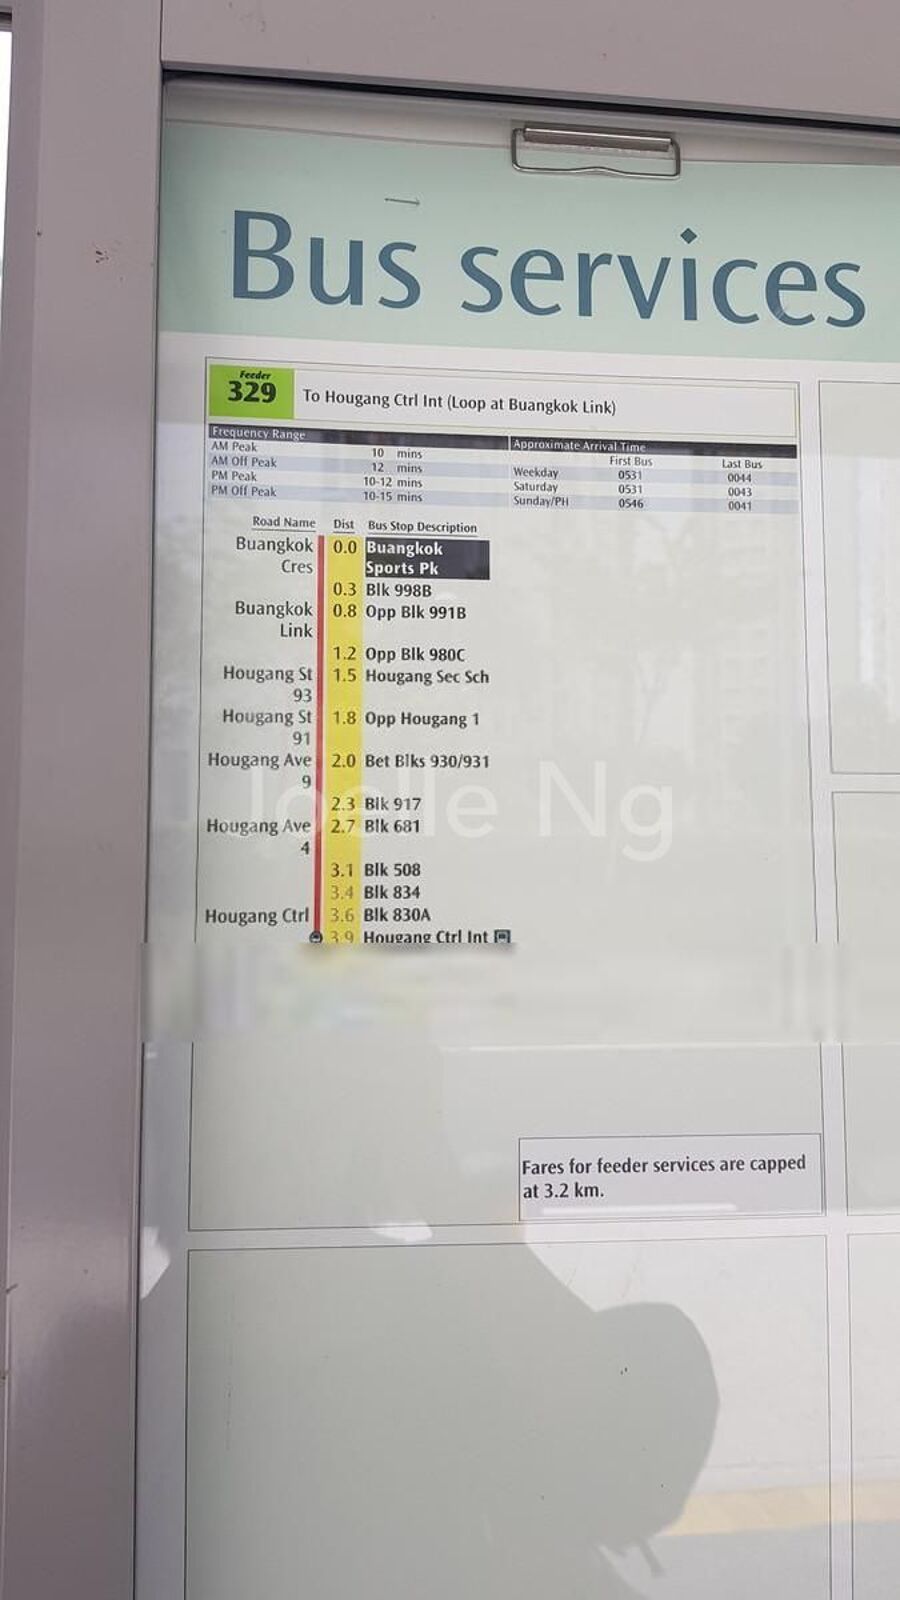 Bus services
Feeder
329
To Hougang Ctrl Int (Loop at Buangkok Link)
Frequency Range
AM Peak 10 mins
AM Off Peak 12 mins
PM Peak 10-12 mins
PM Off Peak 10-15 mins
Approximate Arrival Time
First Bus Last Bus
Weekday 0531 0044
Saturday 0531 0043
Sunday/PH 0546 0041
Road Name Dist Bus Stop Description
Buangkok 0.0 Buangkok
Cres Sports Pk
0.3 Blk 998B
Buangkok 0.8 Opp Blk 991B
Link
1.2 Opp Blk 980C
Hougang St 1.5 Hougang Sec Sch
93
Hougang St 1.8 Opp Hougang 1
91
Hougang Ave 2.0 Bet Blks 930/931
9
2.3 Blk 917
Hougang Ave 2.7 Blk 681
4
3.1 Blk 508
3.4 Blk 834
Hougang Ctrl 3.6 Blk 830A
3.9 Hougang Ctrl Int
Joelle Ng
Fares for feeder services are capped
at 3.2 km.